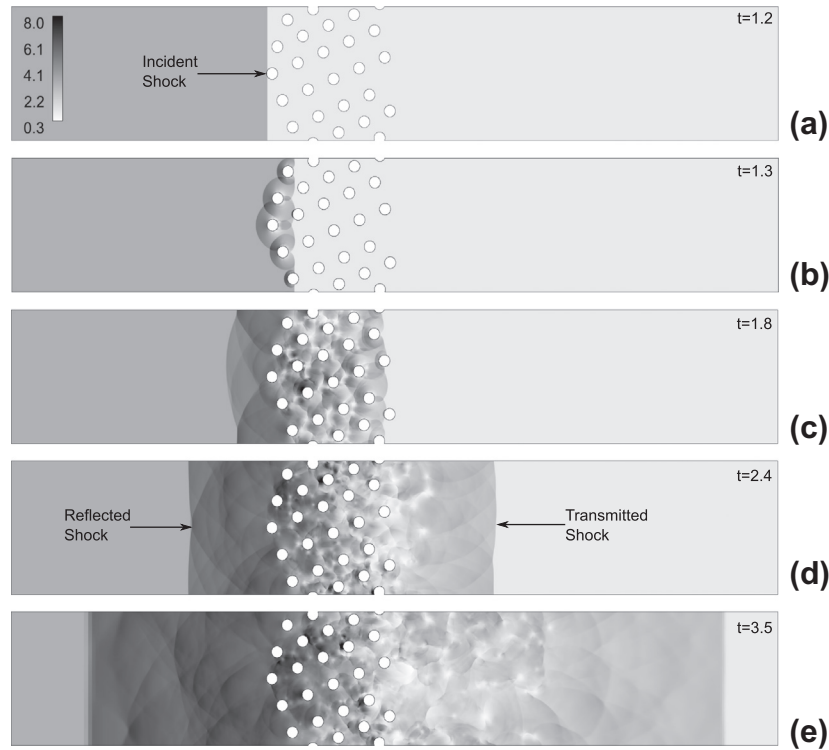 8.0
6.1
4.1
2.2
0.3
Incident
Shock
t=1.2
(a)
t=1.3
(b)
t=1.8
(c)
Reflected
Shock
Transmitted
Shock
t=2.4
(d)
t=3.5
(e)